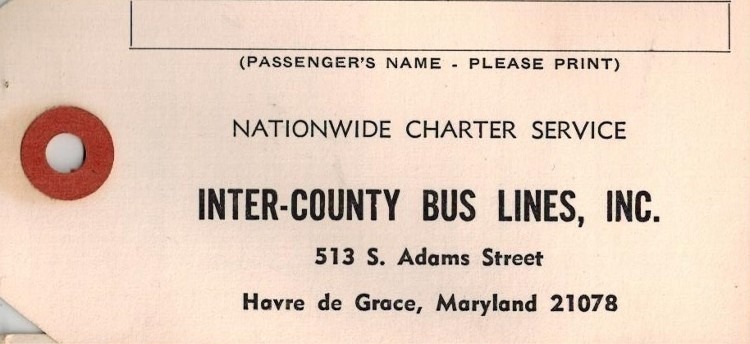 (PASSENGER'S NAME - PLEASE PRINT)
NATIONWIDE CHARTER SERVICE
INTER-COUNTY BUS LINES, INC.
513 S. Adams Street
Havre de Grace, Maryland 21078